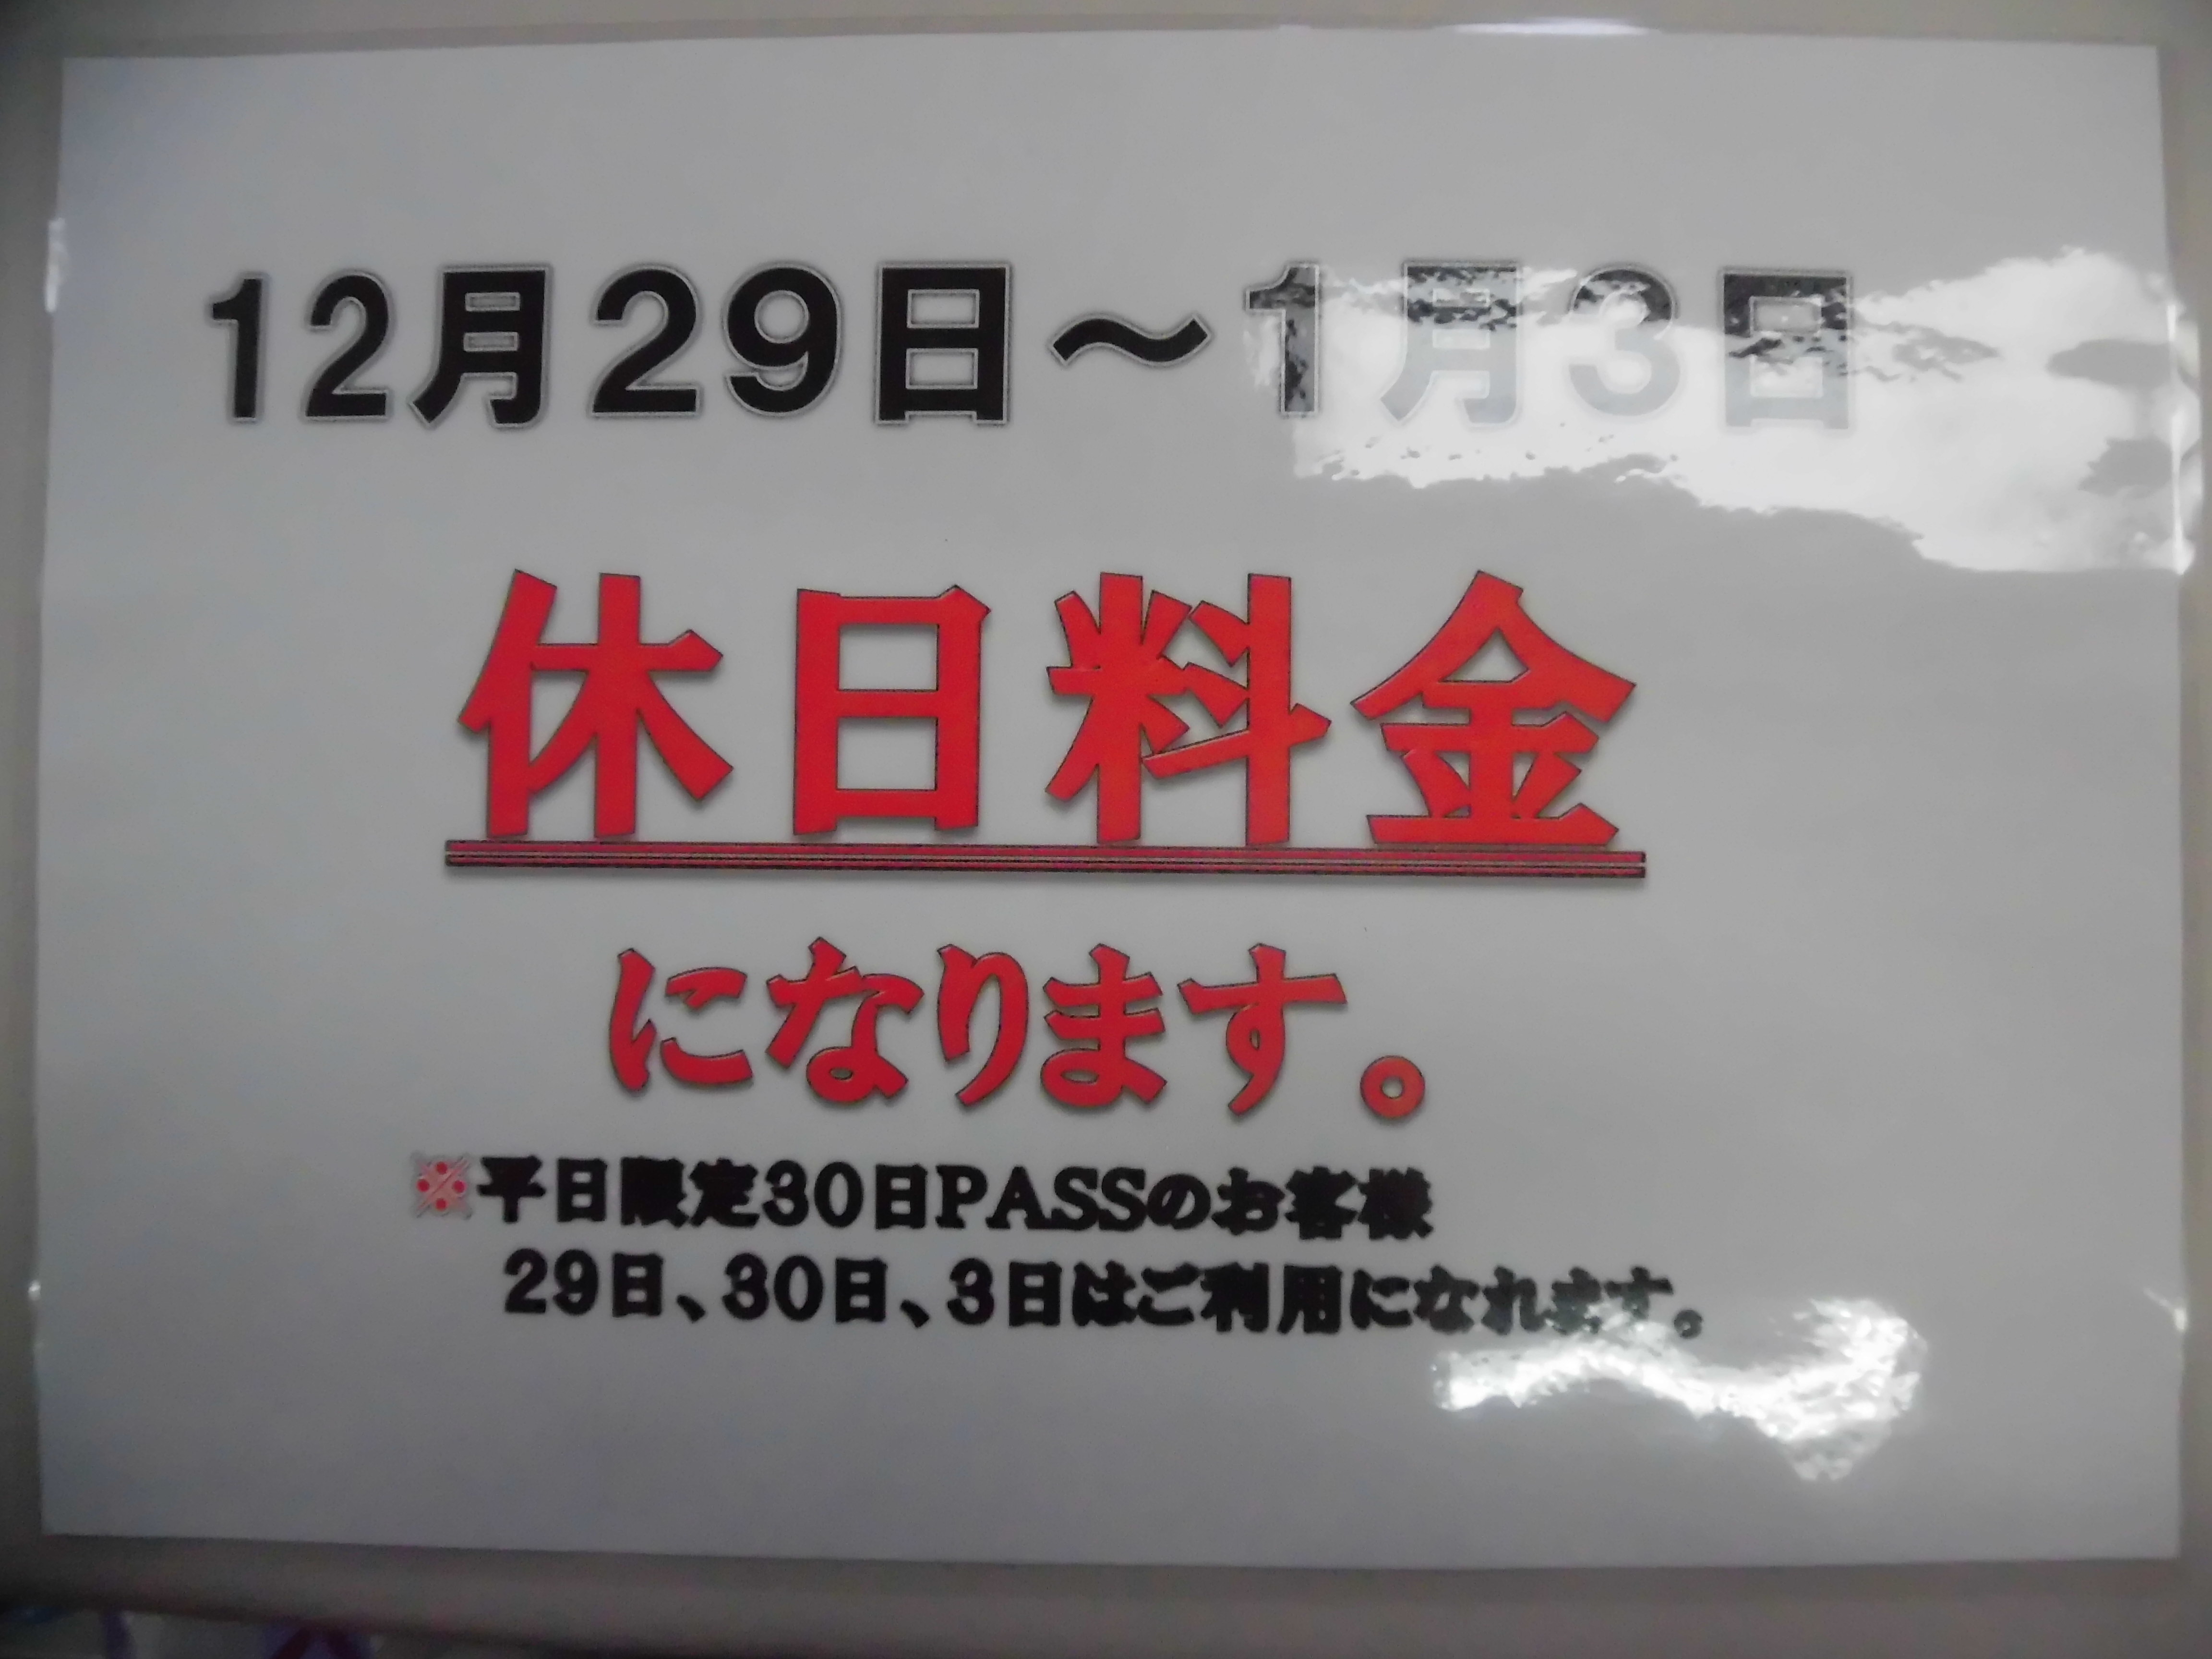 12月29日～1月3日
休日料金
になります。
※平日限定30日PASSのお客様
29日、30日、3日はご利用になれます。